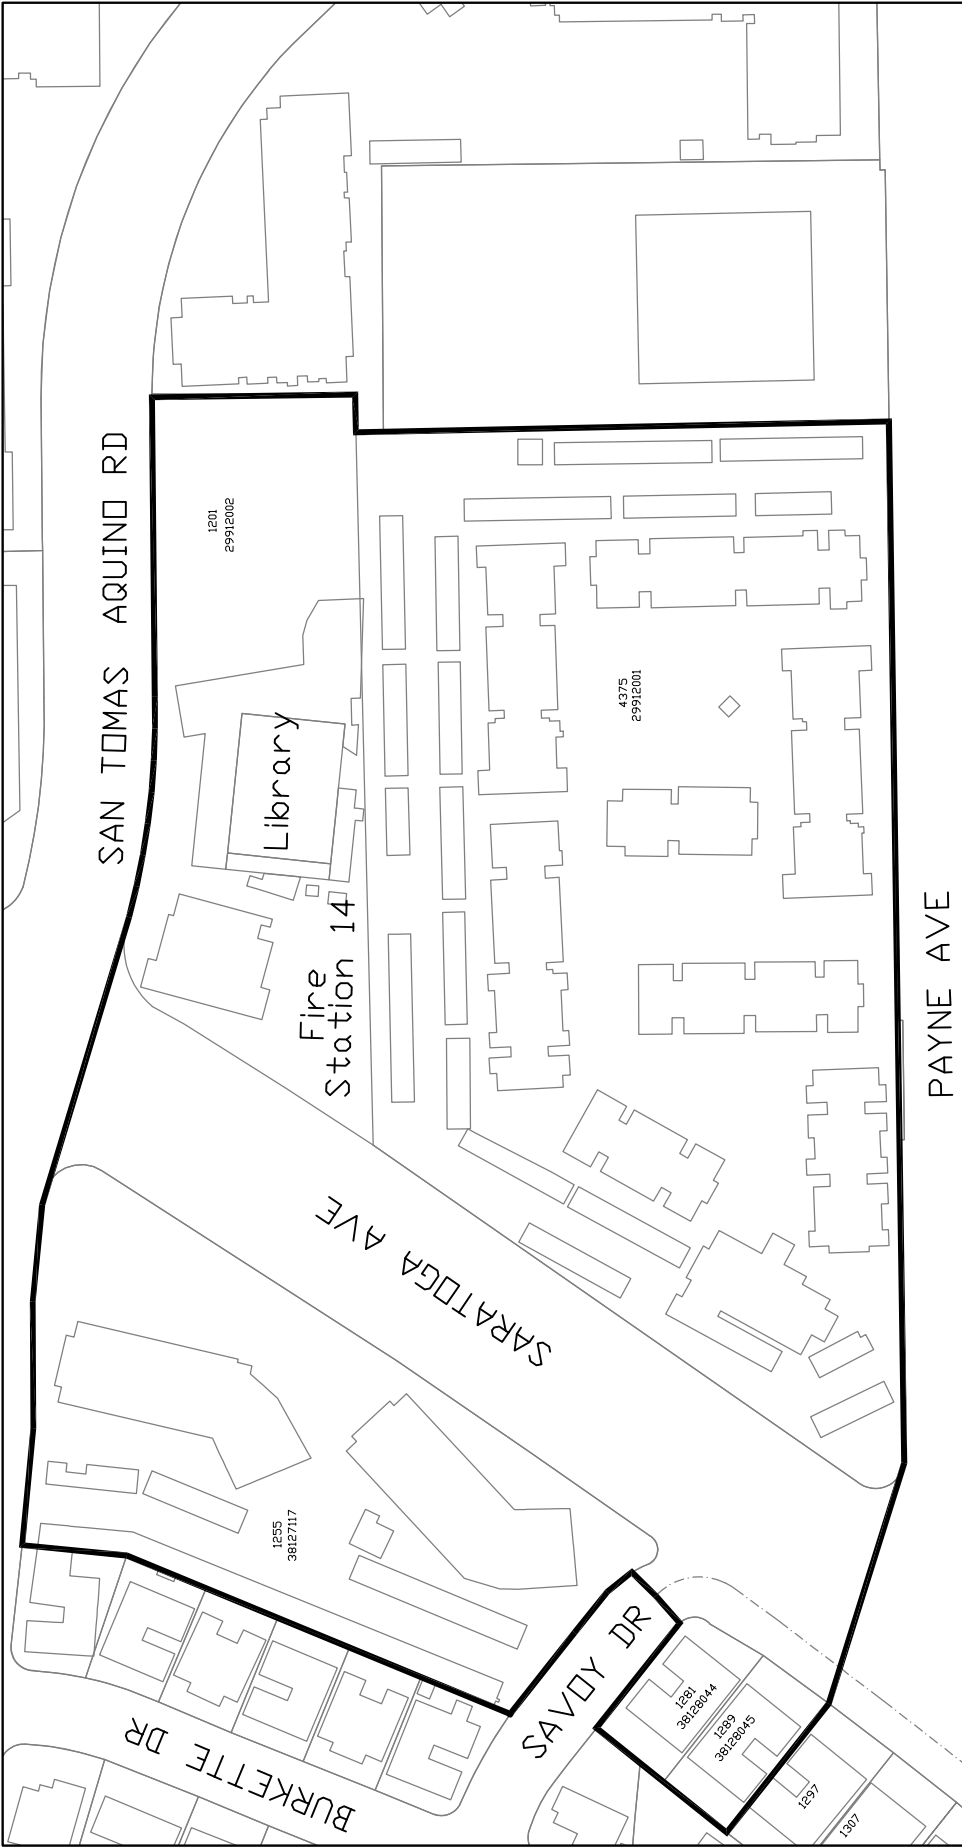 SAN TOMAS AQUINO RD
1201
29912002
Library
4375
29912001
Fire
Station 14
PAYNE AVE
SARATOGA AVE
1255
38127117
SAVOY DR
BURKETTE DR
1281
38128044
1289
38128045
1297
1307